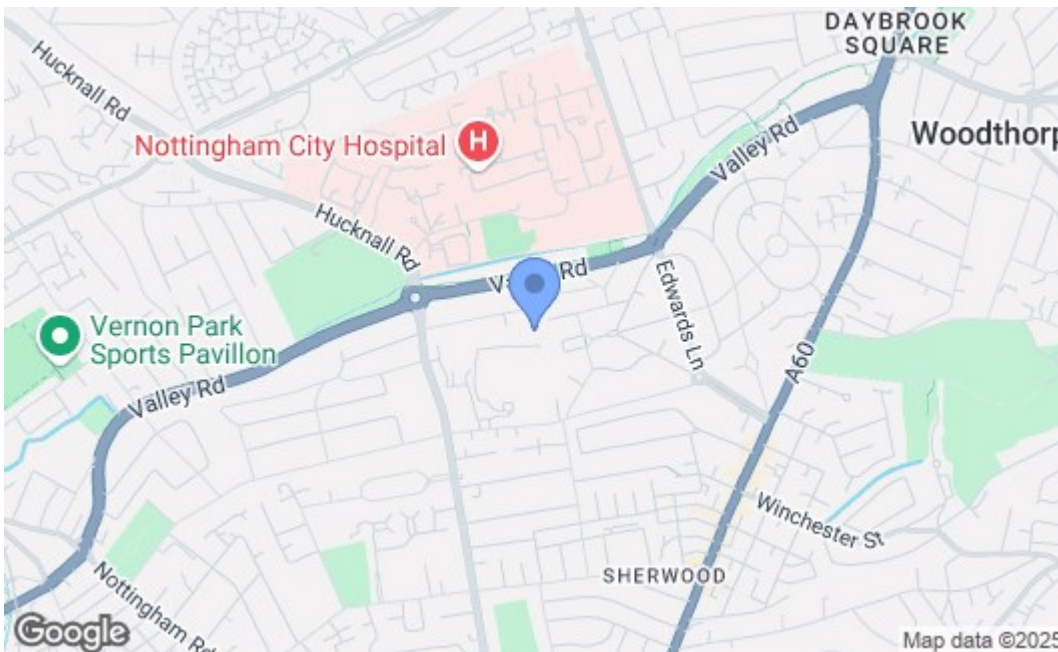 DAYBROOK
SQUARE
Hucknall Rd
Nottingham City Hospital
H
Valley Rd
Woodthorp
Hucknall Rd
Edwards Ln
Vernon Park
Sports Pavillon
A60
Valley Rd
Winchester St
SHERWOOD
Nottingham Rd
Google
Map data ©2025